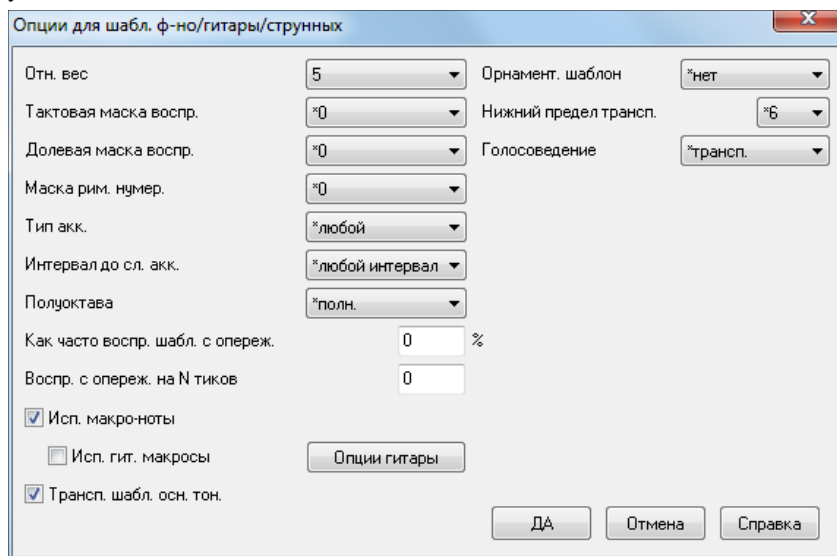 Опции для шабл. ф-но/гитары/струнных
Отн. вес 5 Орнамент. шаблон *нет
Тактовая маска воспр. *0 Нижний предел трансп. *6
Долевая маска воспр. *0 Голосоведение *трансп.
Маска рим. нумер. *0
Тип акк. *любой
Интервал до сл. акк. *любой интервал
Полуоктава *полн.
Как часто воспр. шабл. с опереж. 0 %
Воспр. с опереж. на N тиков 0
Исп. макро-ноты
Исп. гит. макросы Опции гитары
Трансп. шабл. осн. тон.
ДА Отмена Справка